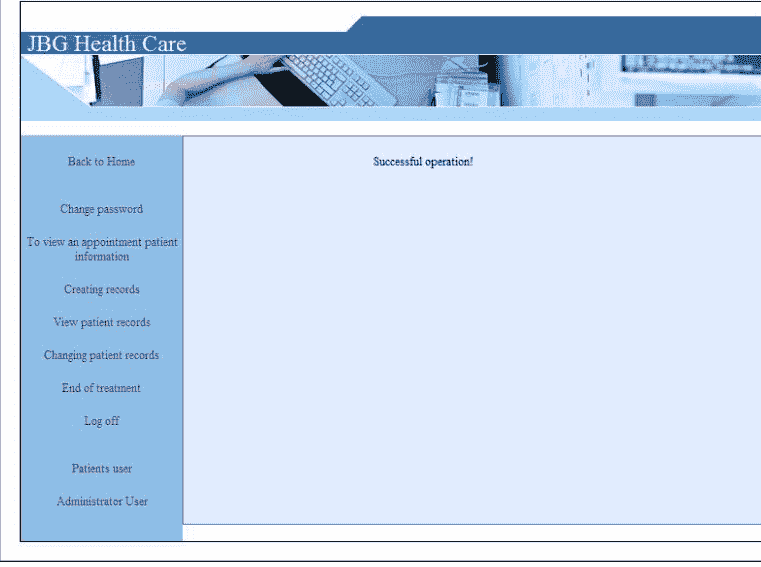 JBG Health Care
Back to Home
Successful operation!
Change password
To view an appointment patient
information
Creating records
View patient records
Changing patient records
End of treatment
Log off
Patients user
Administrator User